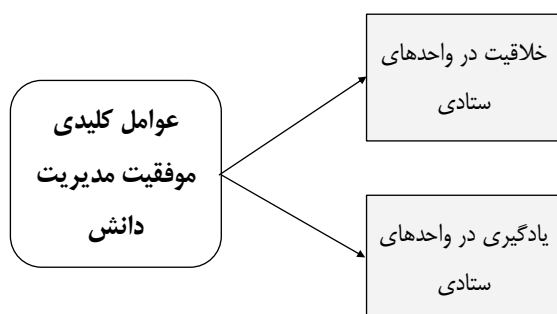 خلاقیت در واحدهای
ستادی
عوامل کلیدی
موفقیت مدیریت
دانش
یادگیری در واحدهای
ستادی